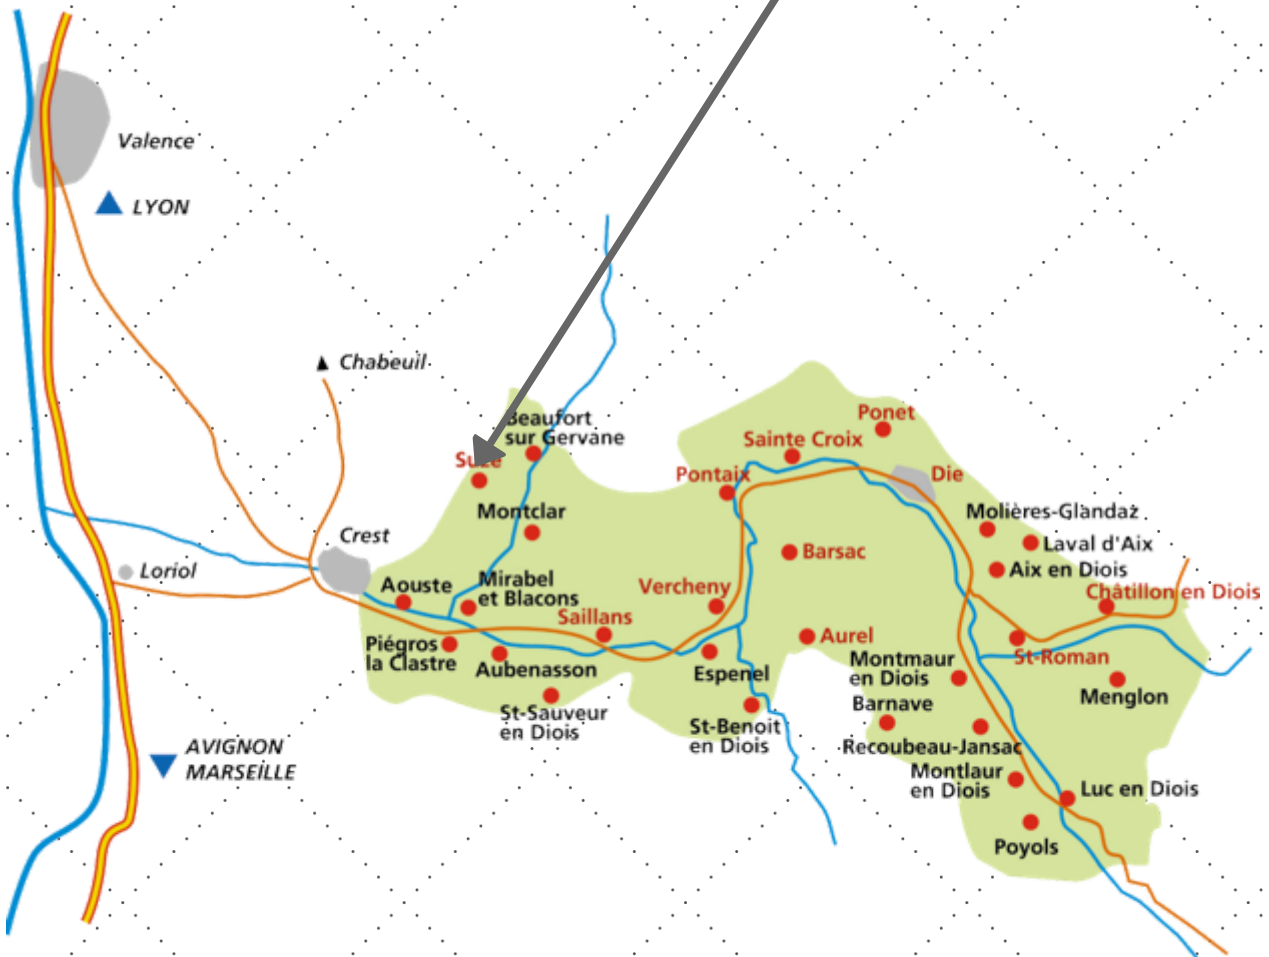 Valence
LYON
Chabeuil
Beaufort
sur Gervane
Suze
Ponet
Sainte Croix
Pontaix
Die
Montclar
Molières-Glandaz
Crest
Laval d'Aix
Barsac
Loriol
Aix en Diois
Aouste
Mirabel
et Blacons
Vercheny
Châtillon en Diois
Saillans
Piégros
la Clastre
Aurel
Aubenasson
Espenel
Montmaur
en Diois
St-Roman
Menglon
St-Sauveur
en Diois
St-Benoit
en Diois
Barnave
Recoubeau-Jansac
AVIGNON
MARSEILLE
Montlaur
en Diois
Luc en Diois
Poyols